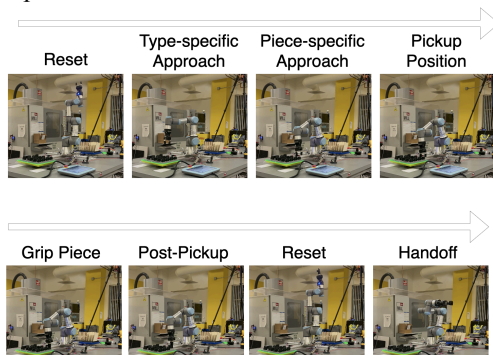 Reset
Type-specific
Approach
Piece-specific
Approach
Pickup
Position
Grip Piece
Post-Pickup
Reset
Handoff